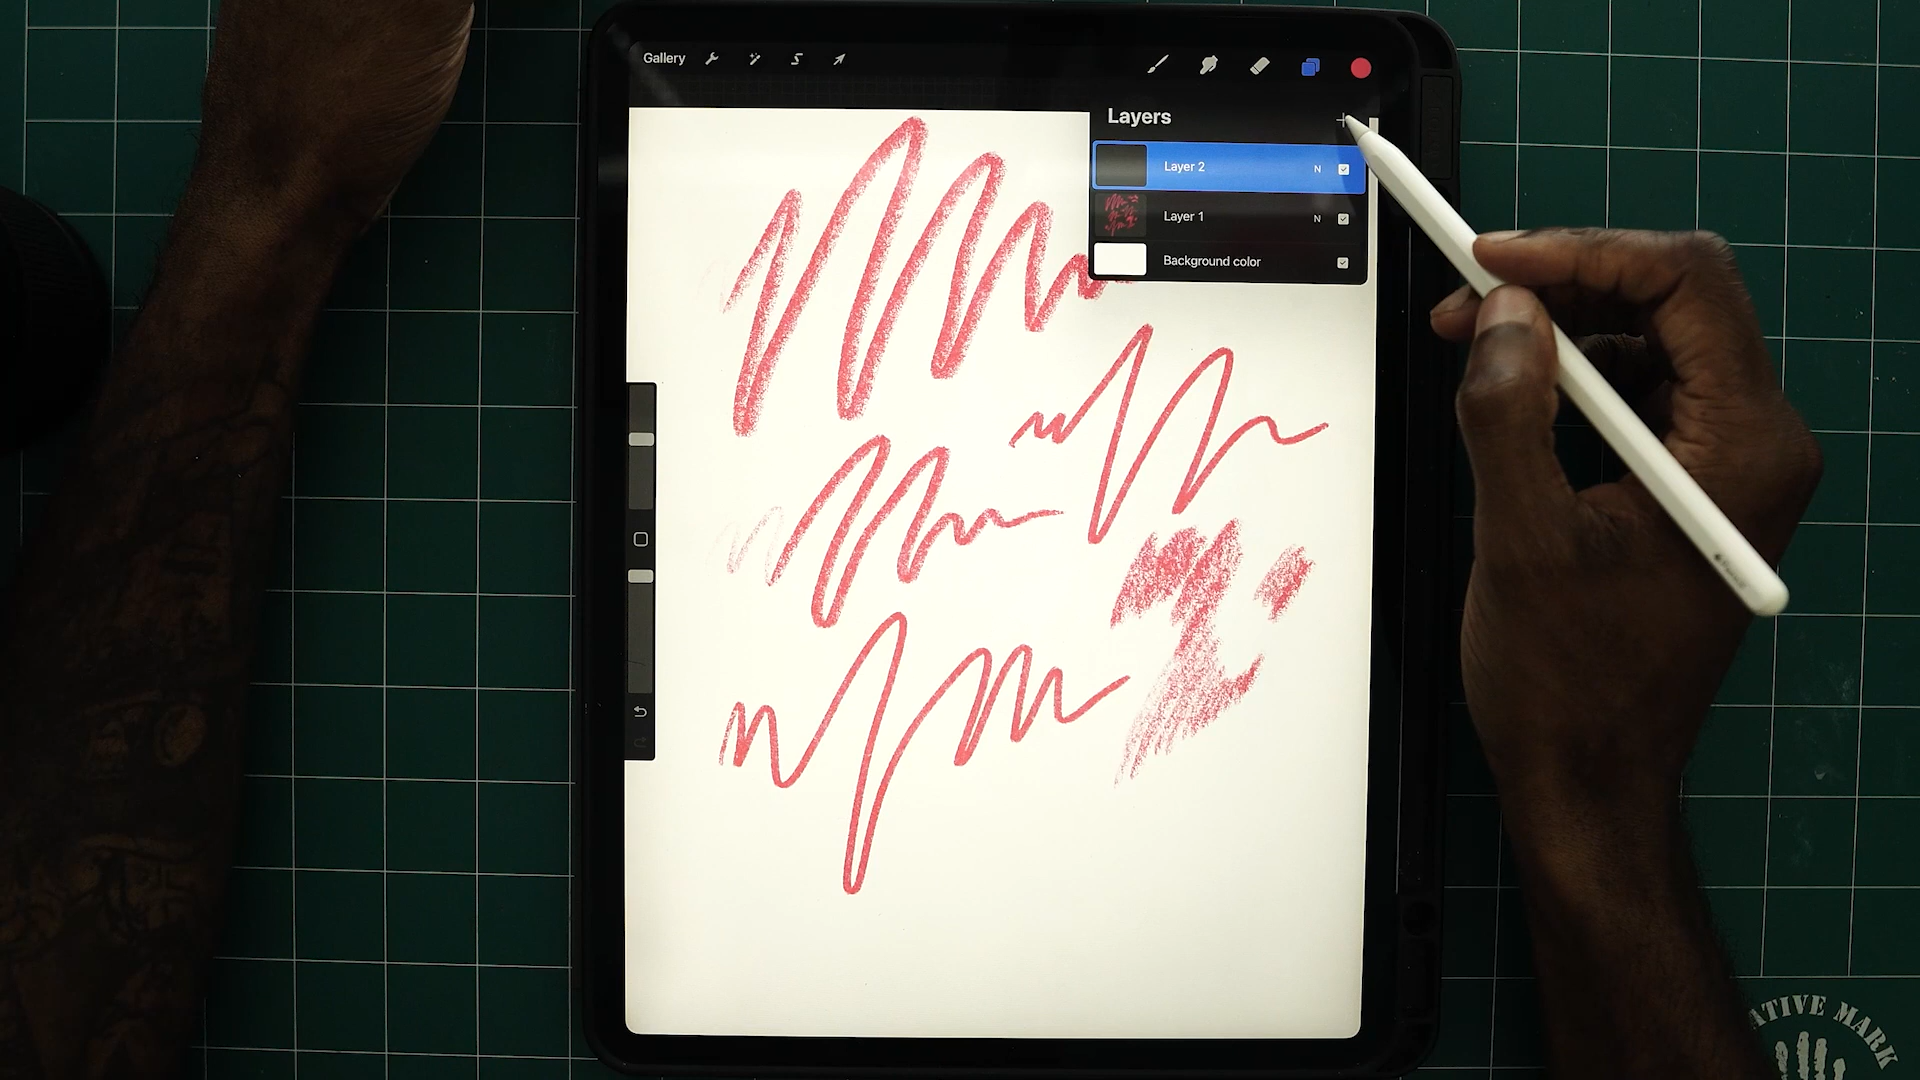 Gallery
Layers
Layer 2 N
Layer 1 N
Background color
ATIVE MARK